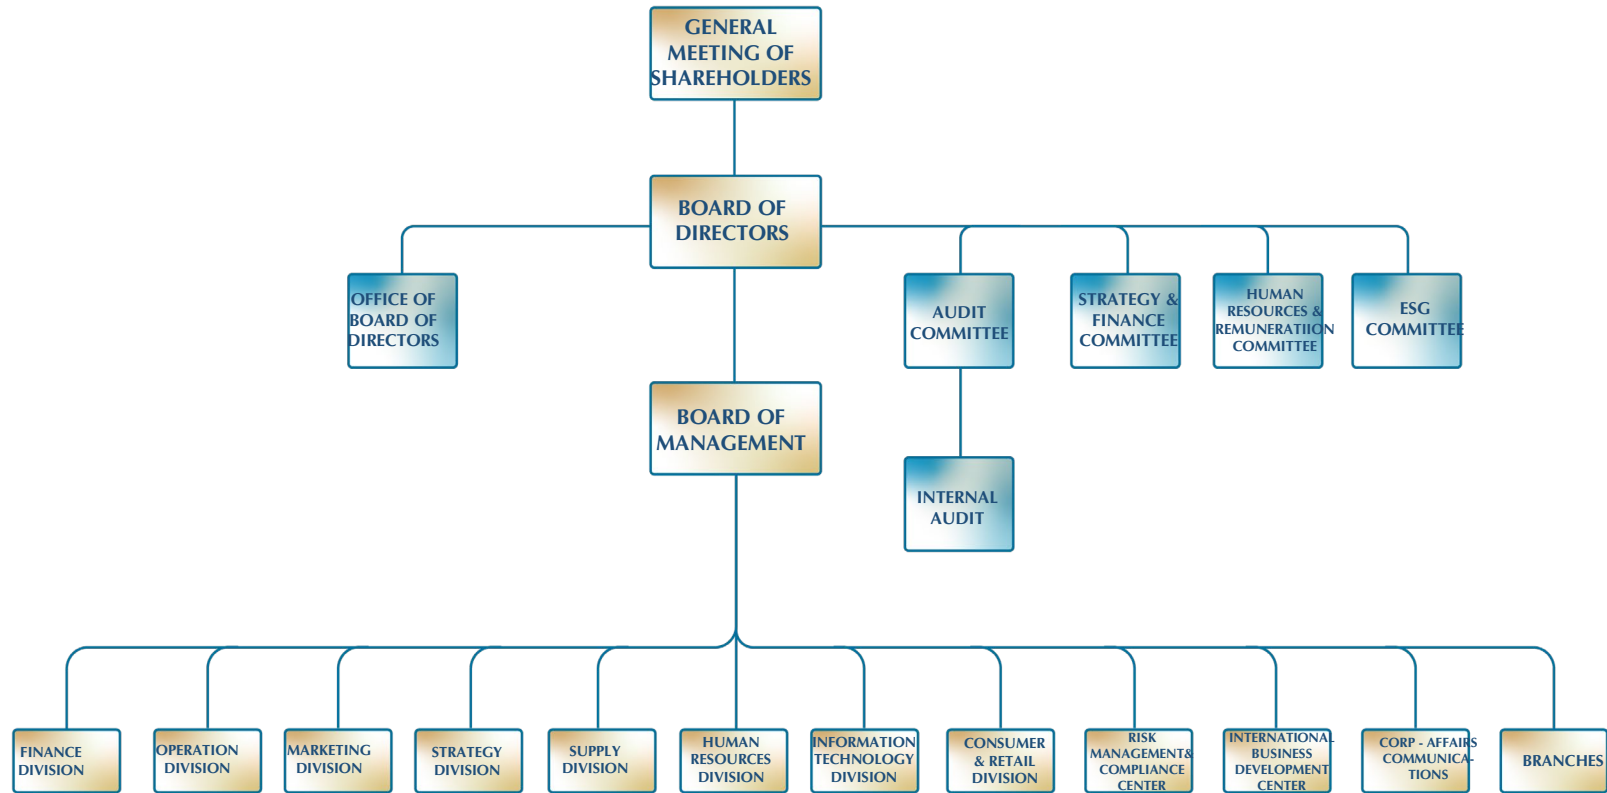 GENERAL
MEETING OF
SHAREHOLDERS
BOARD OF
DIRECTORS
OFFICE OF
BOARD OF
DIRECTORS
AUDIT
COMMITTEE
STRATEGY &
FINANCE
COMMITTEE
HUMAN
RESOURCES &
REMUNERATIION
COMMITTEE
ESG
COMMITTEE
BOARD OF
MANAGEMENT
INTERNAL
AUDIT
FINANCE
DIVISION
OPERATION
DIVISION
MARKETING
DIVISION
STRATEGY
DIVISION
SUPPLY
DIVISION
HUMAN
RESOURCES
DIVISION
INFORMATION
TECHNOLOGY
DIVISION
CONSUMER
& RETAIL
DIVISION
RISK
MANAGEMENT&
COMPLIANCE
CENTER
INTERNATIONAL
BUSINESS
DEVELOPMENT
CENTER
CORP - AFFAIRS
COMMUNICA-
TIONS
BRANCHES